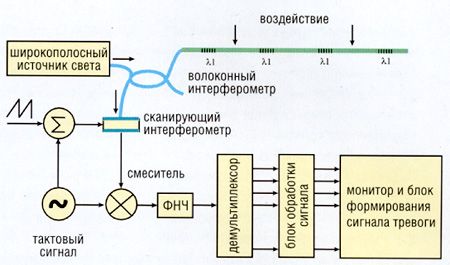 воздействие
широкополосный
источник света
λ1 λ1 λ1 λ1
волоконный
интерферометр
сканирующий
интерферометр
Σ
смеситель
~
ФНЧ
демультиплексор
блок обработки
сигнала
монитор и блок
формирования
сигнала тревоги
тактовый
сигнал